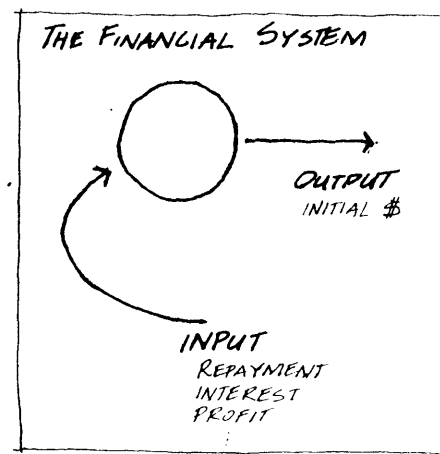 THE FINANCIAL SYSTEM
OUTPUT
INITIAL $
INPUT
REPAYMENT
INTEREST
PROFIT